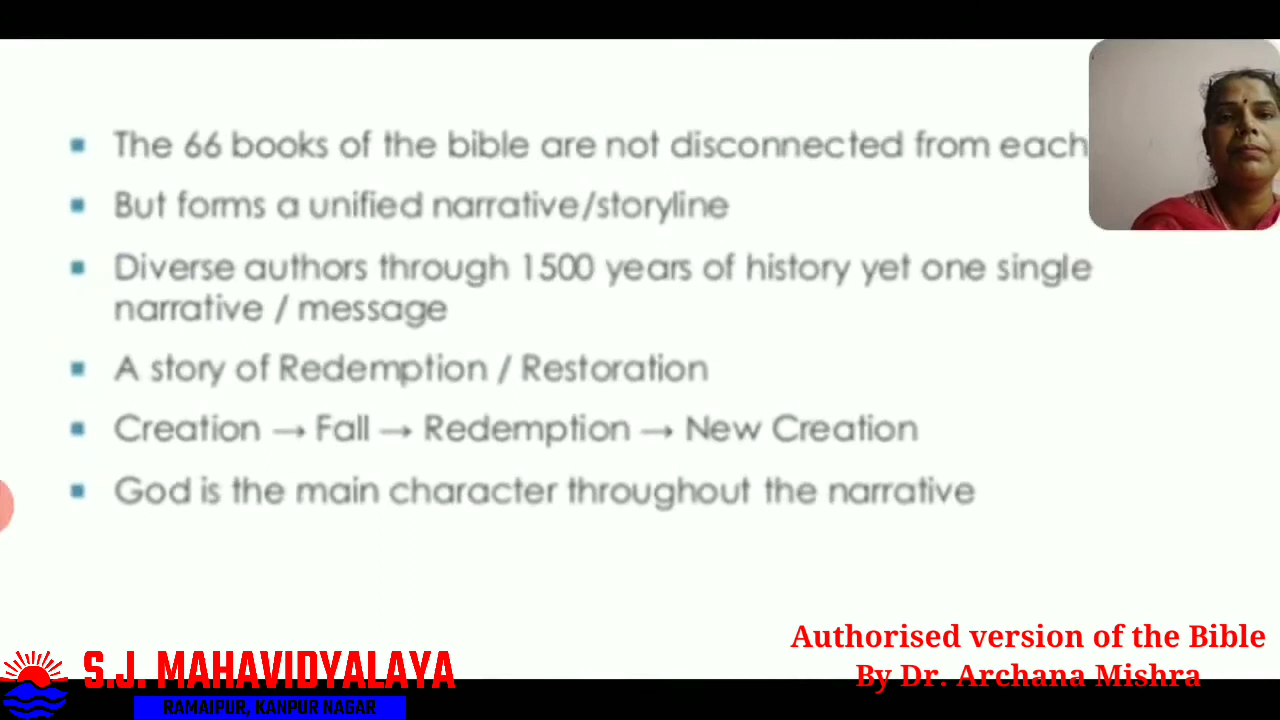 The 66 books of the bible are not disconnected from each
But forms a unified narrative/storyline
Diverse authors through 1500 years of history yet one single
narrative / message
A story of Redemption / Restoration
Creation → Fall → Redemption → New Creation
God is the main character throughout the narrative
Authorised version of the Bible
By Dr. Archana Mishra
S.J. MAHAVIDYALAYA
RAMAIPUR, KANPUR NAGAR